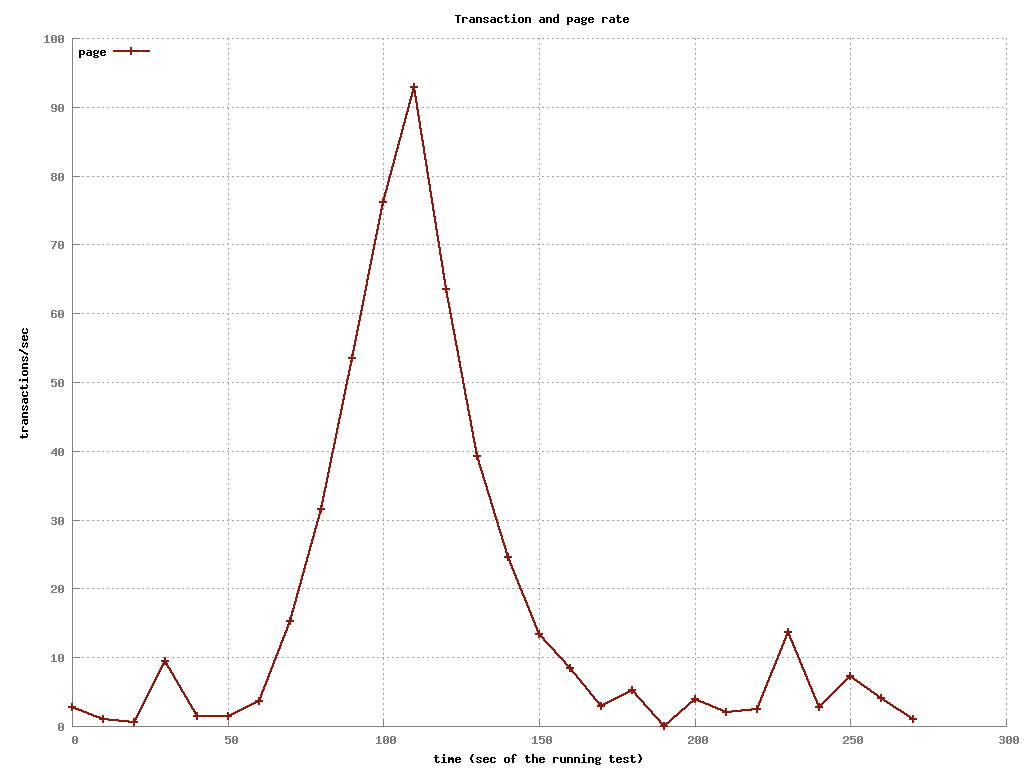 Transaction and page rate
100
page
90
80
70
60
50
40
30
20
10
0
transactions/sec
0 50 100 150 200 250 300
time (sec of the running test)